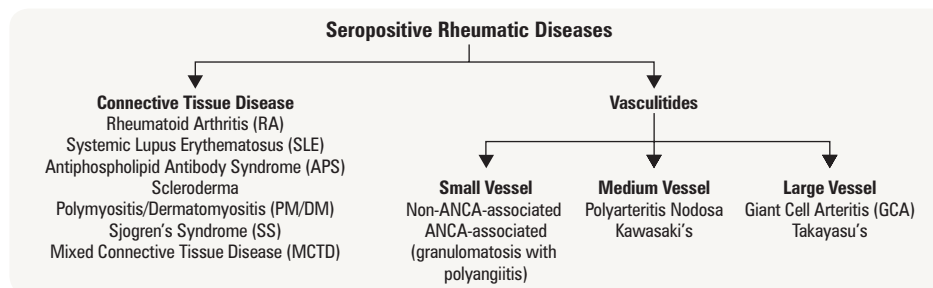 Seropositive Rheumatic Diseases
Connective Tissue Disease
Rheumatoid Arthritis (RA)
Systemic Lupus Erythematosus (SLE)
Antiphospholipid Antibody Syndrome (APS)
Scleroderma
Polymyositis/Dermatomyositis (PM/DM)
Sjogren's Syndrome (SS)
Mixed Connective Tissue Disease (MCTD)
Vasculitides
Small Vessel
Non-ANCA-associated
ANCA-associated
(granulomatosis with
polyangiitis)
Medium Vessel
Polyarteritis Nodosa
Kawasaki's
Large Vessel
Giant Cell Arteritis (GCA)
Takayasu's